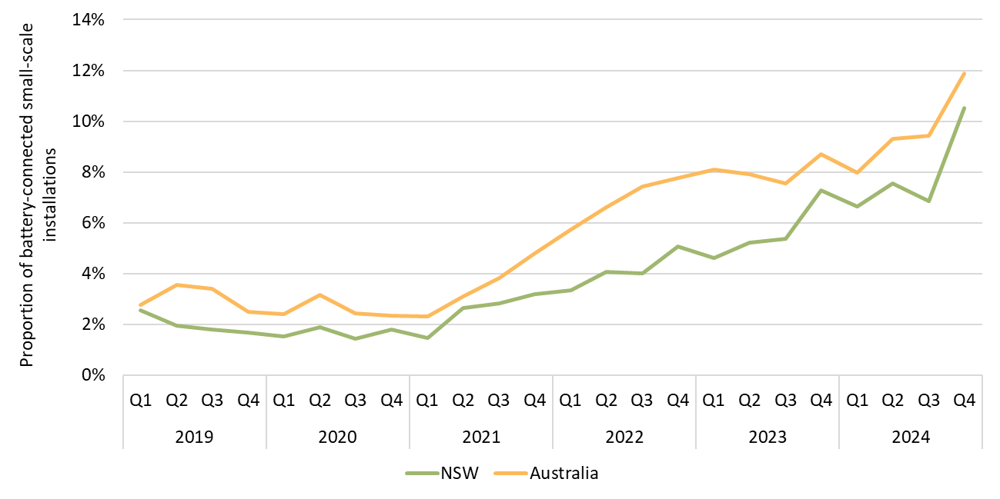 Proportion of battery-connected small-scale
installations
14%
12%
10%
8%
6%
4%
2%
0%
Q1 Q2 Q3 Q4 Q1 Q2 Q3 Q4 Q1 Q2 Q3 Q4 Q1 Q2 Q3 Q4 Q1 Q2 Q3 Q4 Q1 Q2 Q3 Q4
2019 2020 2021 2022 2023 2024
NSW Australia